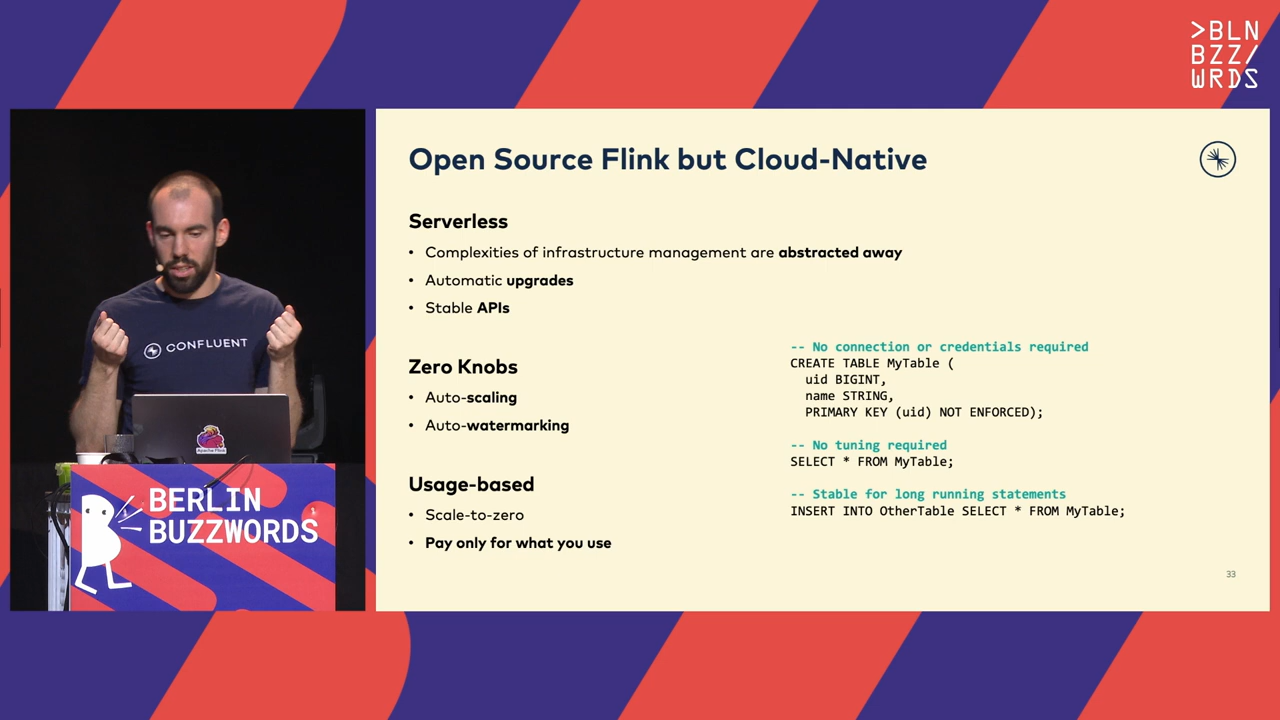 >BLN
BZZ/
WRDS
Open Source Flink but Cloud-Native
Serverless
• Complexities of infrastructure management are abstracted away
• Automatic upgrades
• Stable APIs
Zero Knobs
• Auto-scaling
• Auto-watermarking
Usage-based
• Scale-to-zero
• Pay only for what you use
-- No connection or credentials required
CREATE TABLE MyTable (
  uid BIGINT,
  name STRING,
  PRIMARY KEY (uid) NOT ENFORCED);
-- No tuning required
SELECT * FROM MyTable;
-- Stable for long running statements
INSERT INTO OtherTable SELECT * FROM MyTable;
33
CONFLUENT
Apache Flink
BERLIN
BUZZWORDS